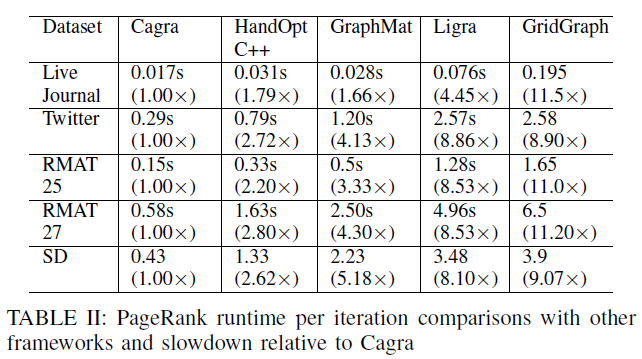 Dataset Cagra HandOpt C++ GraphMat Ligra GridGraph
Live Journal 0.017s (1.00×) 0.031s (1.79×) 0.028s (1.66×) 0.076s (4.45×) 0.195 (11.5×)
Twitter 0.29s (1.00×) 0.79s (2.72×) 1.20s (4.13×) 2.57s (8.86×) 2.58 (8.90×)
RMAT 25 0.15s (1.00×) 0.33s (2.20×) 0.5s (3.33×) 1.28s (8.53×) 1.65 (11.0×)
RMAT 27 0.58s (1.00×) 1.63s (2.80×) 2.50s (4.30×) 4.96s (8.53×) 6.5 (11.20×)
SD 0.43 (1.00×) 1.33 (2.62×) 2.23 (5.18×) 3.48 (8.10×) 3.9 (9.07×)
TABLE II: PageRank runtime per iteration comparisons with other
frameworks and slowdown relative to Cagra